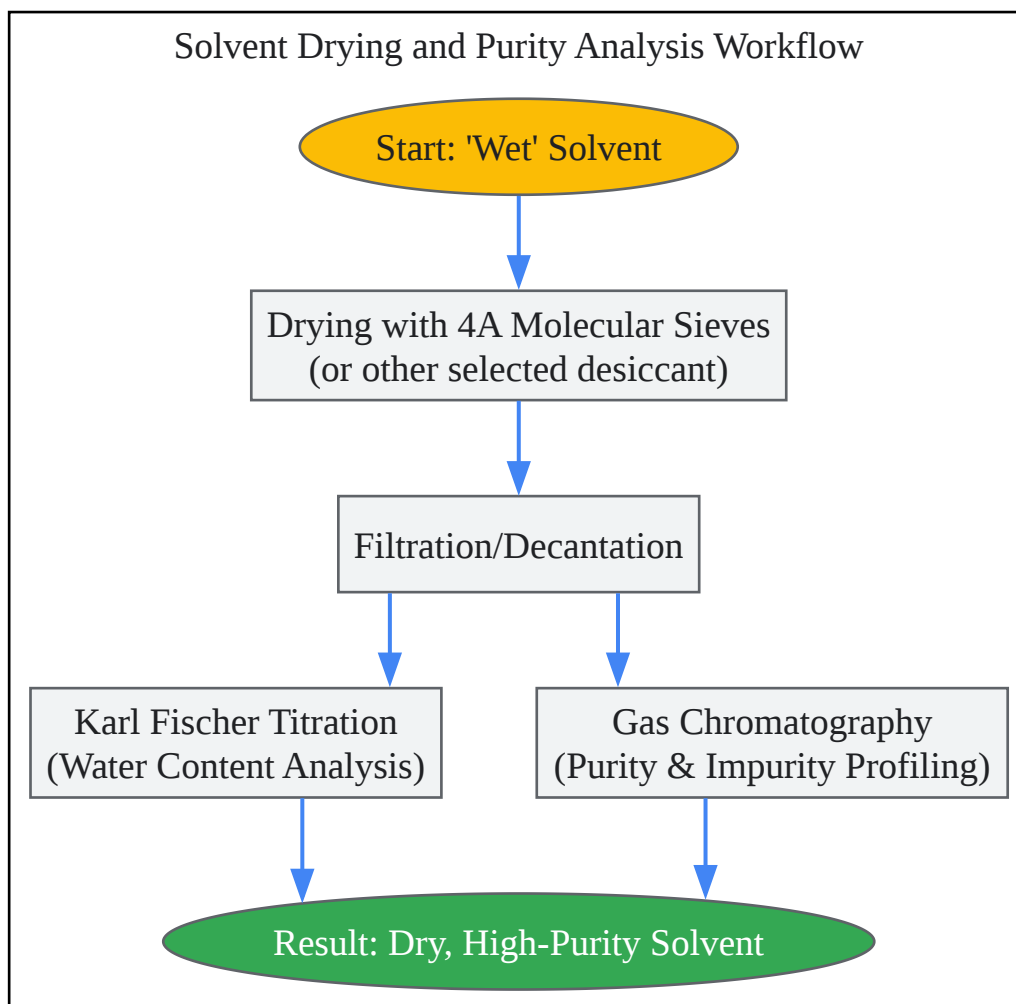 Solvent Drying and Purity Analysis Workflow
Start: 'Wet' Solvent
Drying with 4A Molecular Sieves
(or other selected desiccant)
Filtration/Decantation
Karl Fischer Titration
(Water Content Analysis)
Gas Chromatography
(Purity & Impurity Profiling)
Result: Dry, High-Purity Solvent